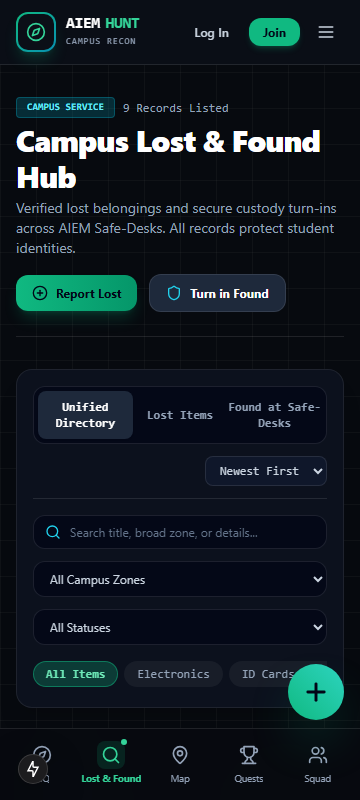 AIEM HUNT
CAMPUS RECON
Log In
Join
CAMPUS SERVICE
9 Records Listed
Campus Lost & Found
Hub
Verified lost belongings and secure custody turn-ins
across AIEM Safe-Desks. All records protect student
identities.
Report Lost
Turn in Found
Unified
Directory
Lost Items
Found at Safe-
Desks
Newest First
Search title, broad zone, or details...
All Campus Zones
All Statuses
All Items
Electronics
ID Cards
Lost & Found
Map
Quests
Squad